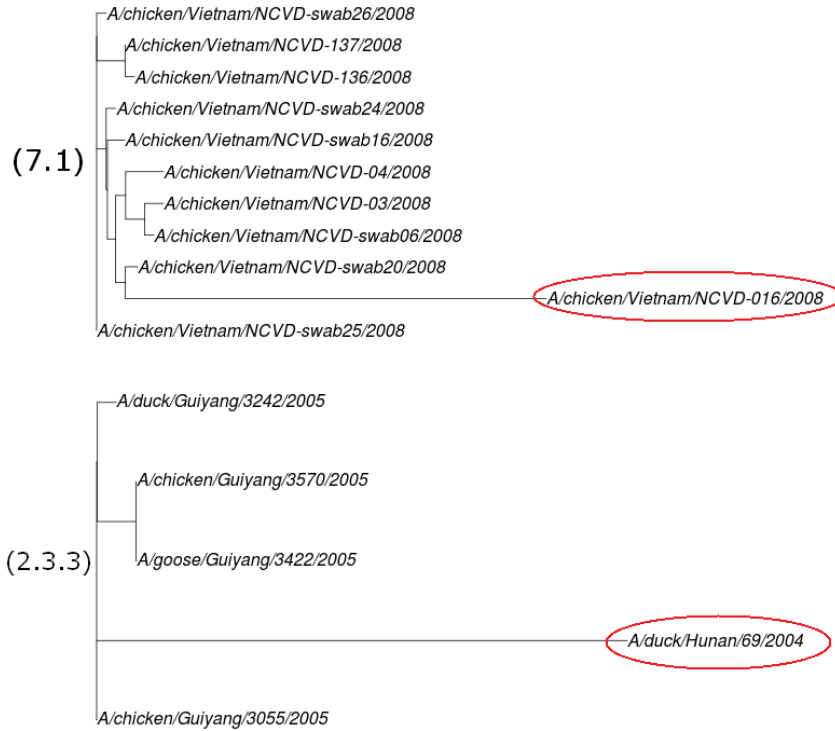 A/chicken/Vietnam/NCVD-swab26/2008
A/chicken/Vietnam/NCVD-137/2008
A/chicken/Vietnam/NCVD-136/2008
A/chicken/Vietnam/NCVD-swab24/2008
A/chicken/Vietnam/NCVD-swab16/2008
(7.1)
A/chicken/Vietnam/NCVD-04/2008
A/chicken/Vietnam/NCVD-03/2008
A/chicken/Vietnam/NCVD-swab06/2008
A/chicken/Vietnam/NCVD-swab20/2008
A/chicken/Vietnam/NCVD-016/2008
A/chicken/Vietnam/NCVD-swab25/2008
A/duck/Guiyang/3242/2005
A/chicken/Guiyang/3570/2005
(2.3.3)
A/goose/Guiyang/3422/2005
A/duck/Hunan/69/2004
A/chicken/Guiyang/3055/2005